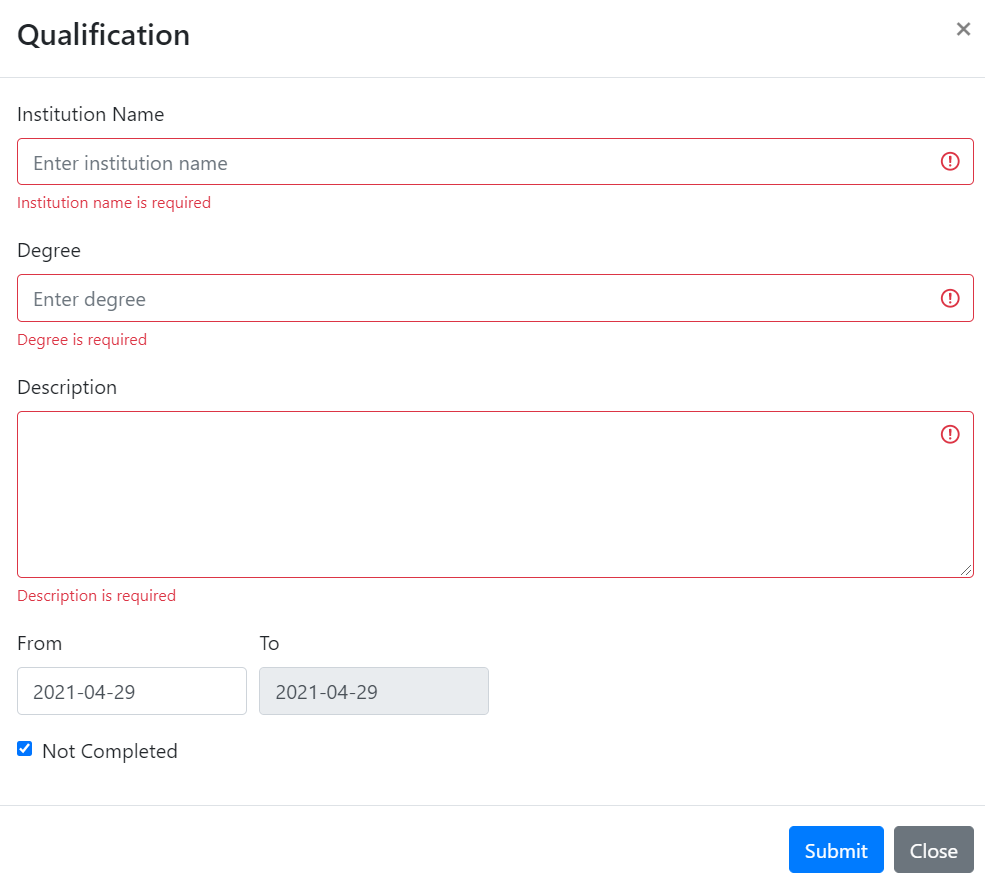 Qualification ×
Institution Name
Enter institution name
Institution name is required
Degree
Enter degree
Degree is required
Description
Description is required
From To
2021-04-29 2021-04-29
Not Completed
Submit Close